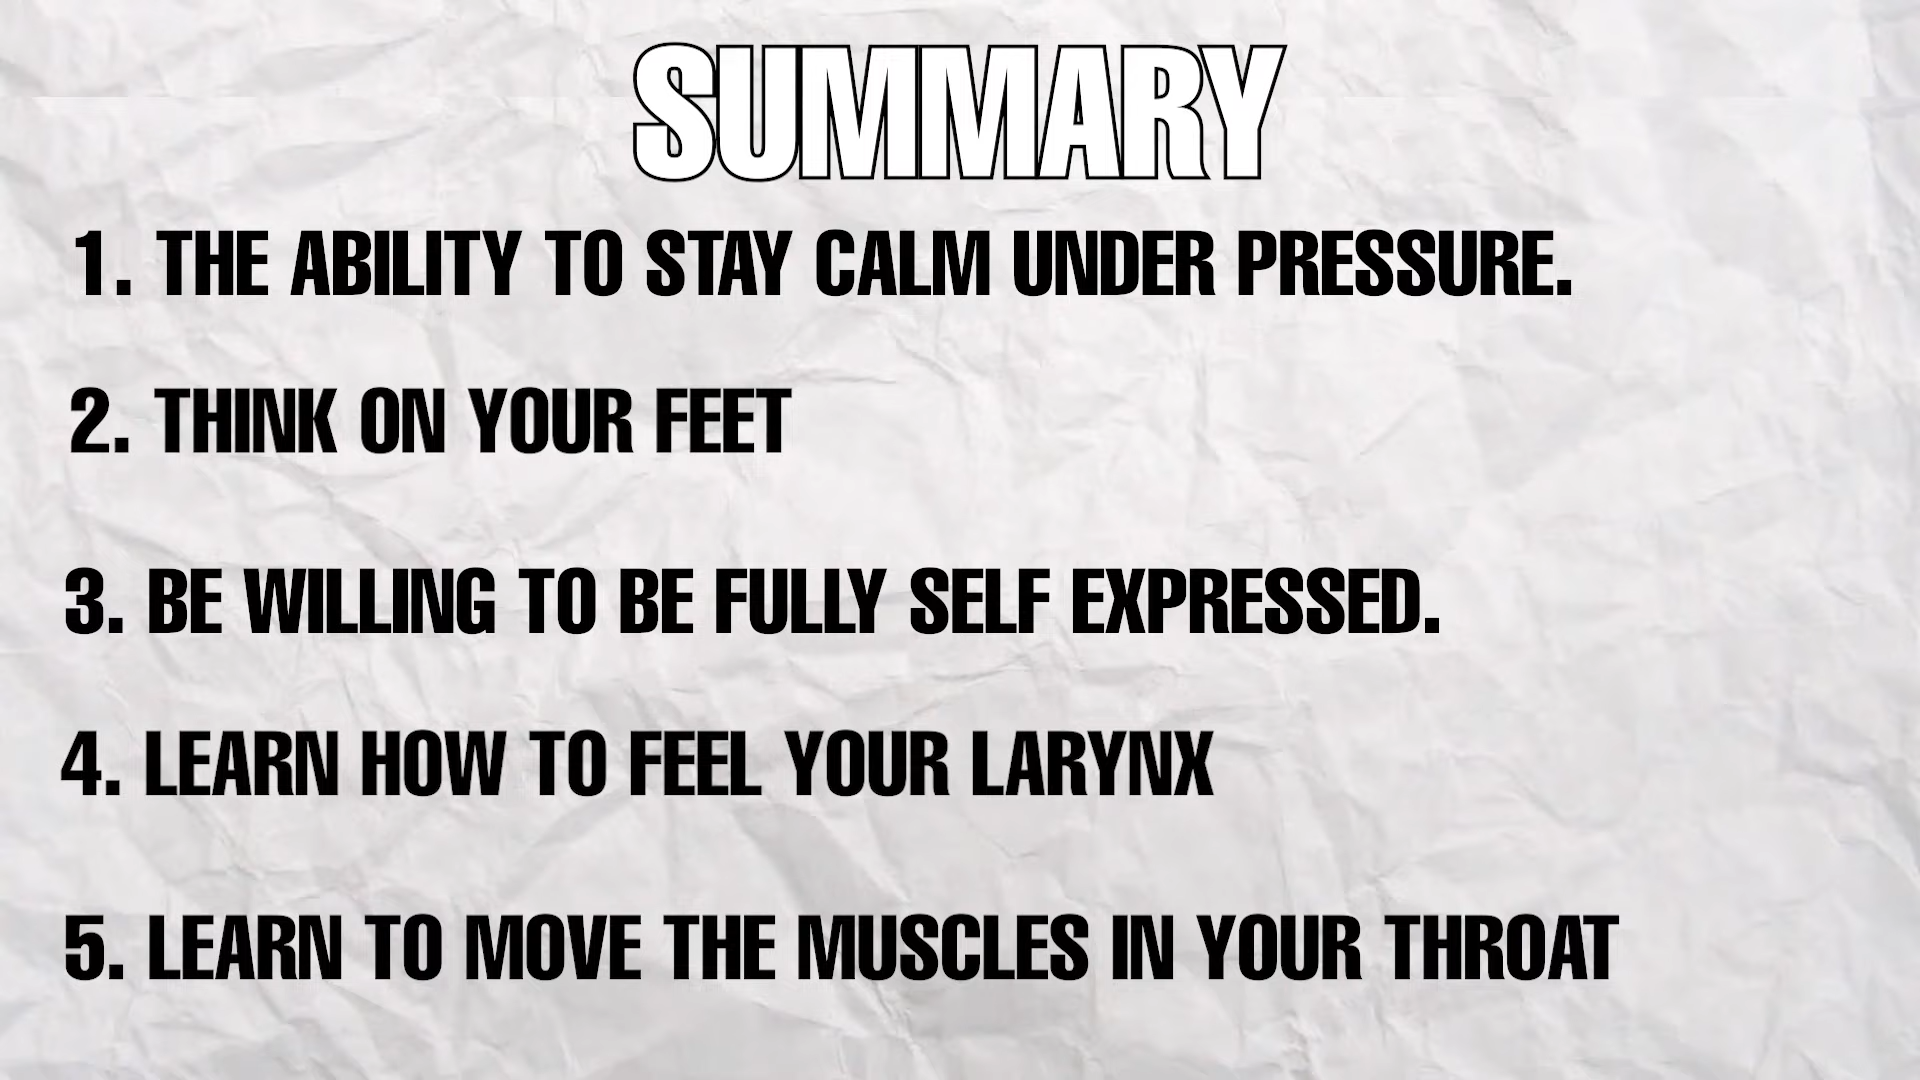 SUMMARY
1. THE ABILITY TO STAY CALM UNDER PRESSURE.
2. THINK ON YOUR FEET
3. BE WILLING TO BE FULLY SELF EXPRESSED.
4. LEARN HOW TO FEEL YOUR LARYNX
5. LEARN TO MOVE THE MUSCLES IN YOUR THROAT